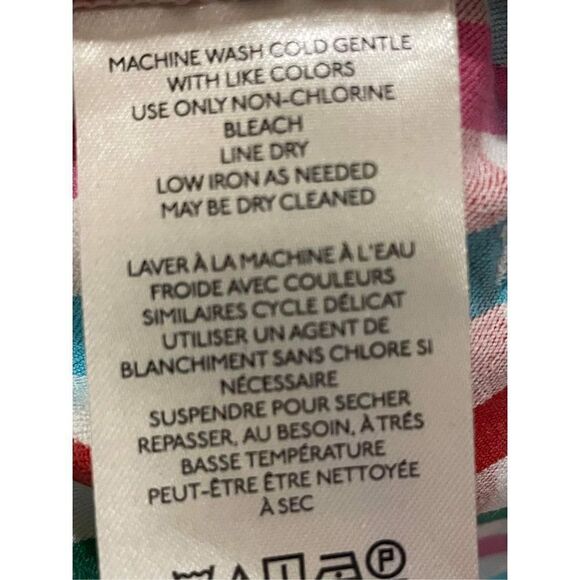 MACHINE WASH COLD GENTLE
WITH LIKE COLORS
USE ONLY NON-CHLORINE
BLEACH
LINE DRY
LOW IRON AS NEEDED
MAY BE DRY CLEANED
LAVER À LA MACHINE À L'EAU
FROIDE AVEC COULEURS
SIMILAIRES CYCLE DÉLICAT
UTILISER UN AGENT DE
BLANCHIMENT SANS CHLORE SI
NÉCESSAIRE
SUSPENDRE POUR SECHER
REPASSER, AU BESOIN, À TRÉS
BASSE TEMPÉRATURE
PEUT-ÊTRE ÊTRE NETTOYÉE
À SEC
P